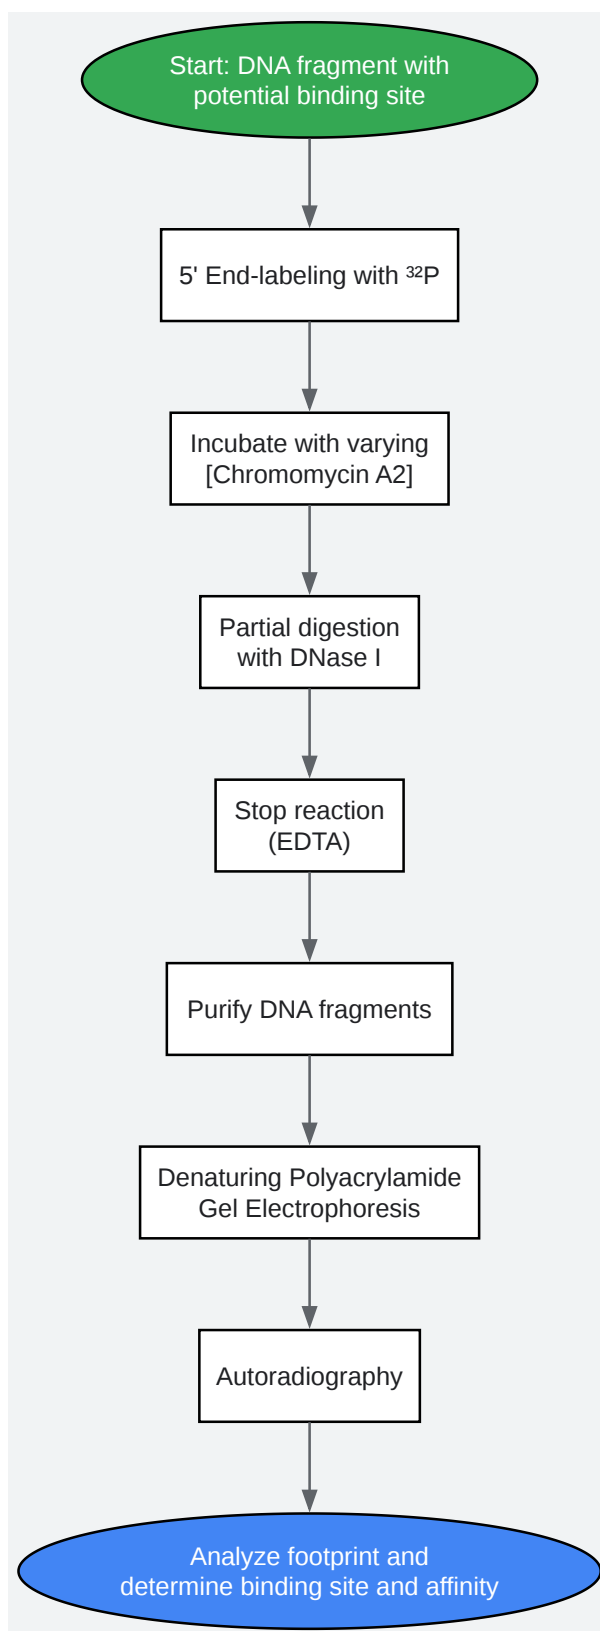 Start: DNA fragment with
potential binding site
5' End-labeling with ³²P
Incubate with varying
[Chromomycin A2]
Partial digestion
with DNase I
Stop reaction
(EDTA)
Purify DNA fragments
Denaturing Polyacrylamide
Gel Electrophoresis
Autoradiography
Analyze footprint and
determine binding site and affinity